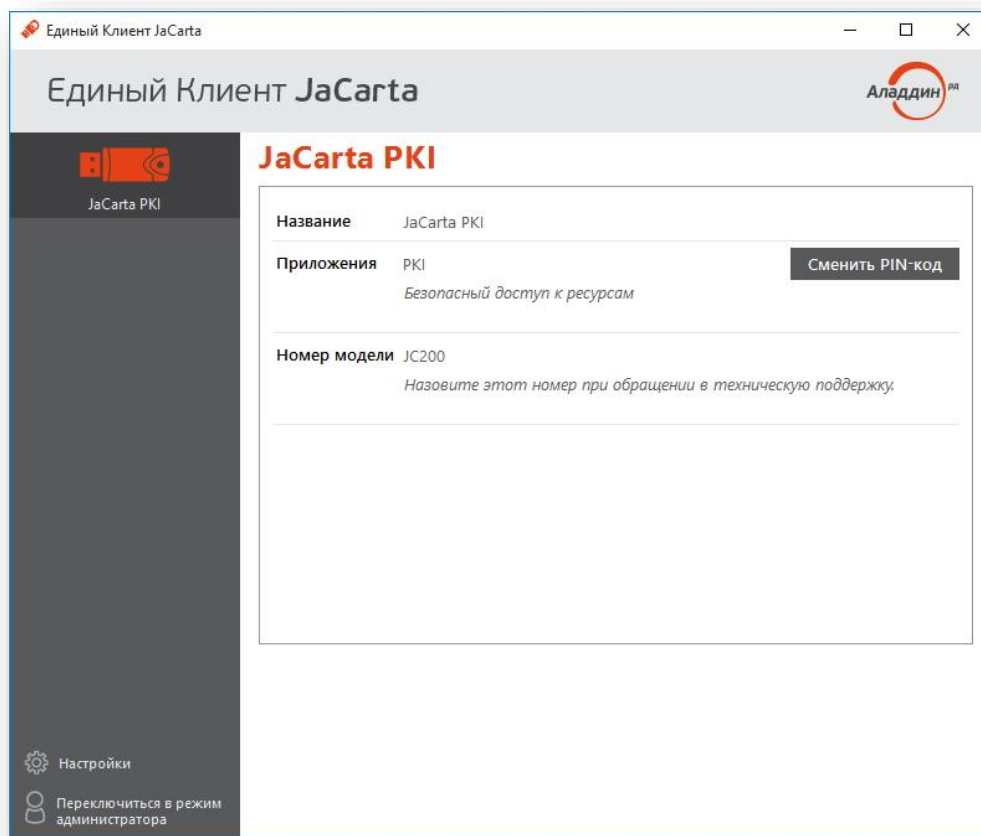 Единый Клиент JaCarta
Единый Клиент JaCarta
Аладдин РД
JaCarta PKI
JaCarta PKI
Название JaCarta PKI
Приложения PKI Сменить PIN-код
Безопасный доступ к ресурсам
Номер модели JC200
Назовите этот номер при обращении в техническую поддержку.
Настройки
Переключиться в режим
администратора